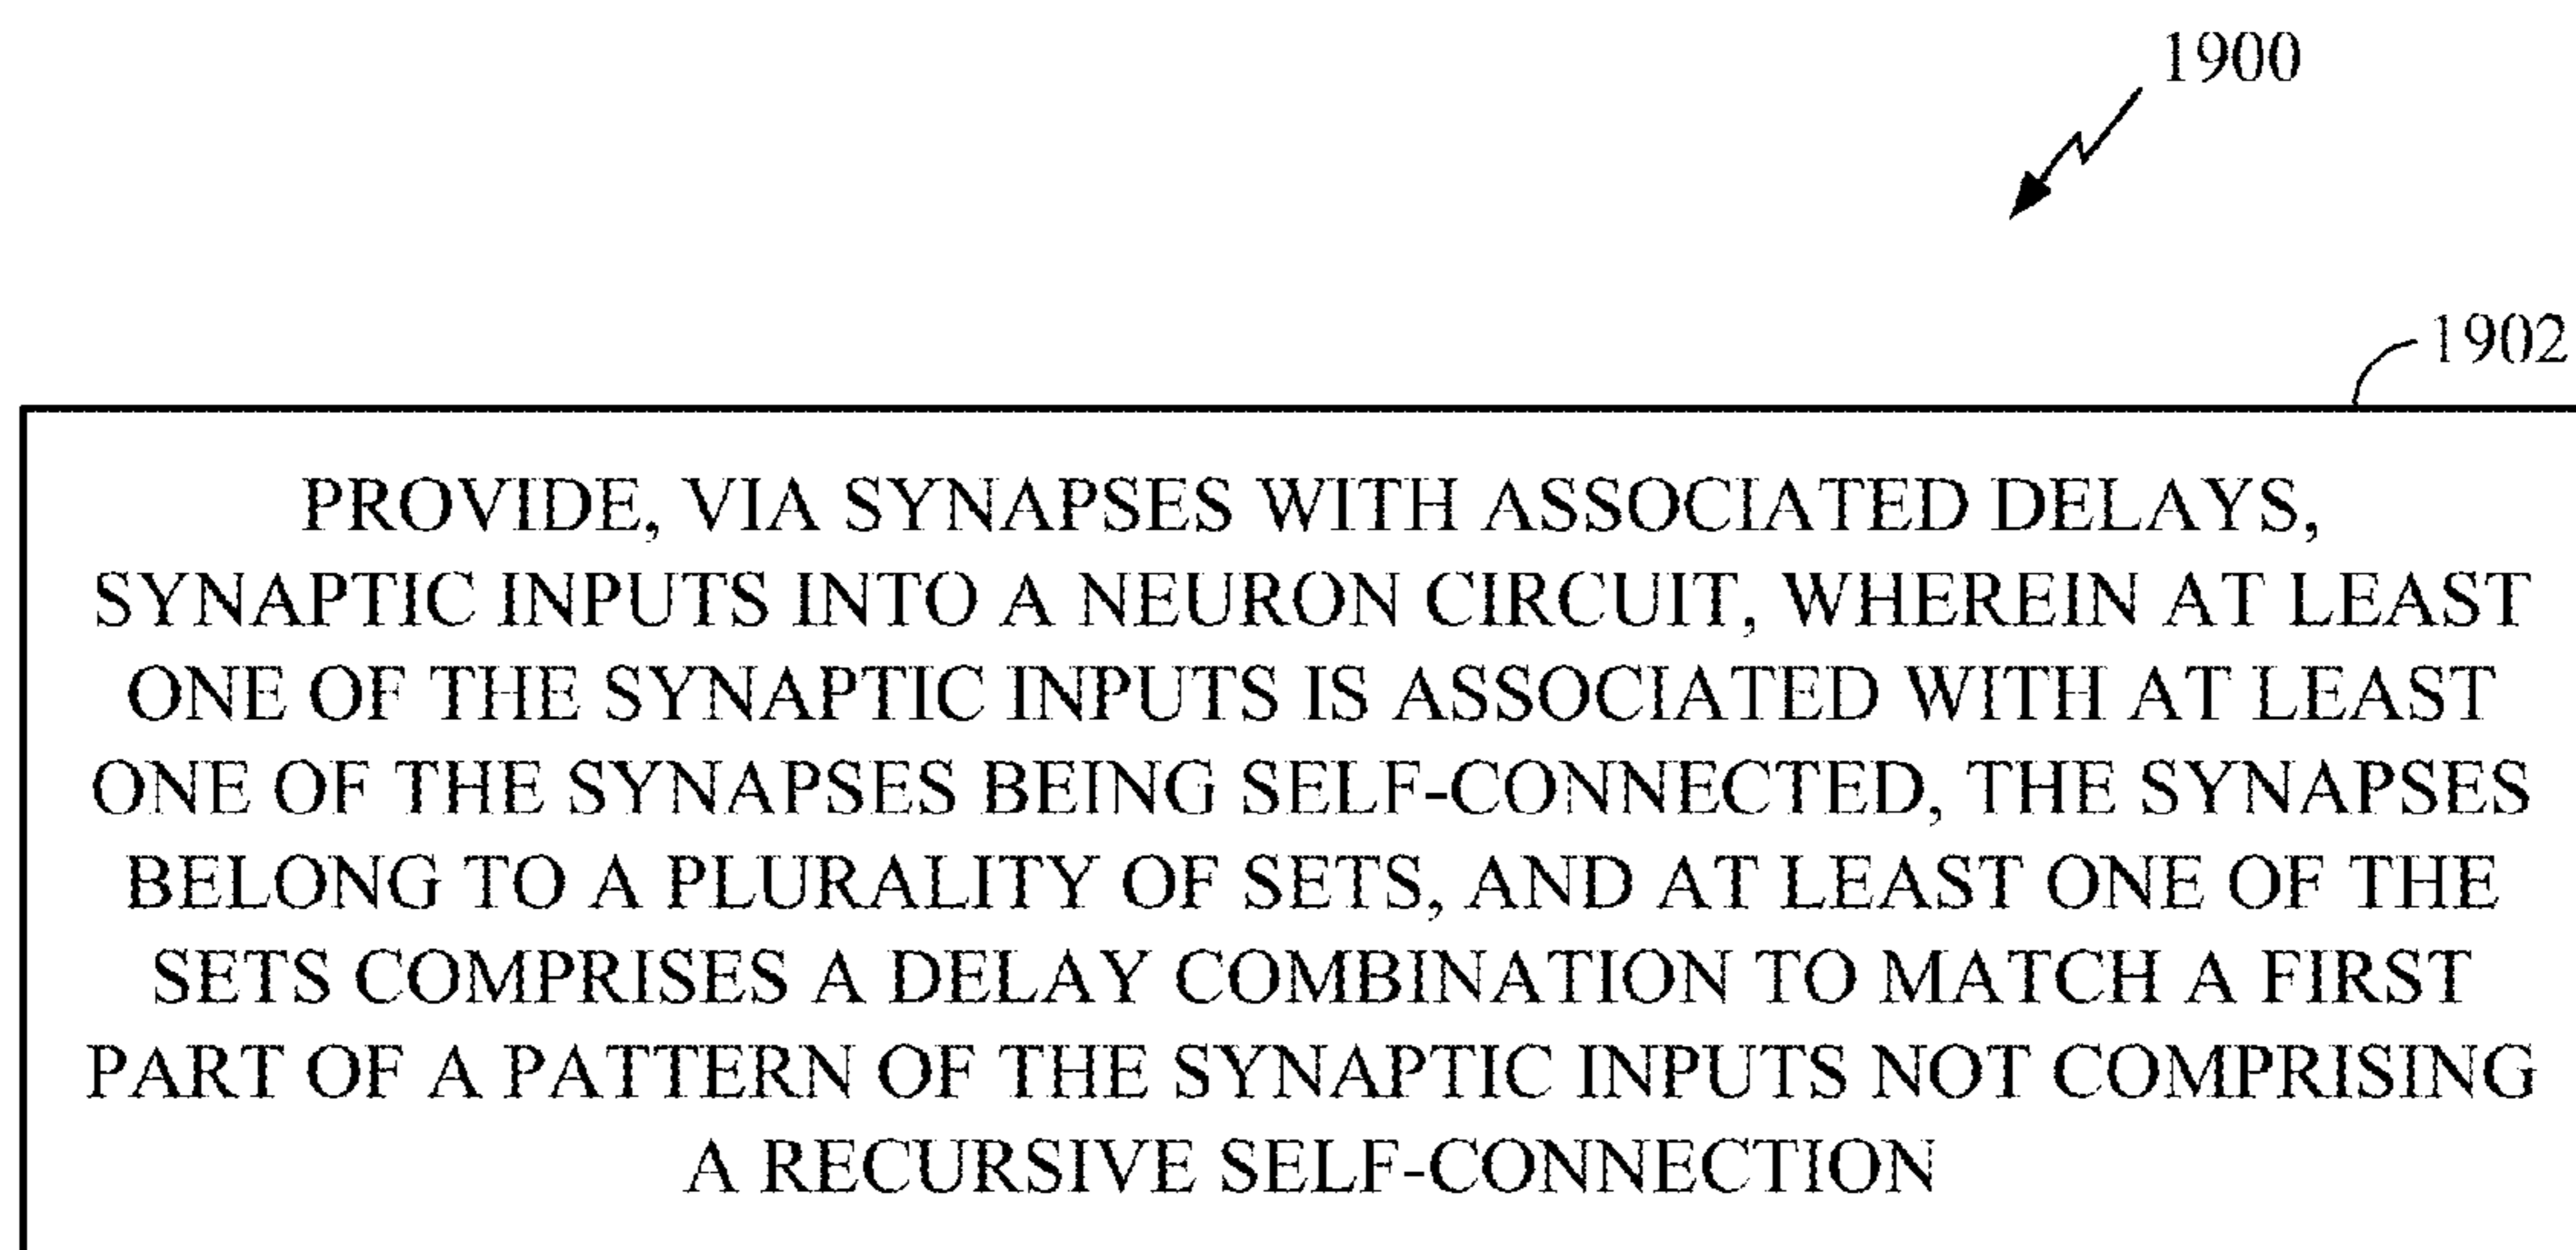 1900
1902
PROVIDE, VIA SYNAPSES WITH ASSOCIATED DELAYS,
SYNAPTIC INPUTS INTO A NEURON CIRCUIT, WHEREIN AT LEAST
ONE OF THE SYNAPTIC INPUTS IS ASSOCIATED WITH AT LEAST
ONE OF THE SYNAPSES BEING SELF-CONNECTED, THE SYNAPSES
BELONG TO A PLURALITY OF SETS, AND AT LEAST ONE OF THE
SETS COMPRISES A DELAY COMBINATION TO MATCH A FIRST
PART OF A PATTERN OF THE SYNAPTIC INPUTS NOT COMPRISING
A RECURSIVE SELF-CONNECTION